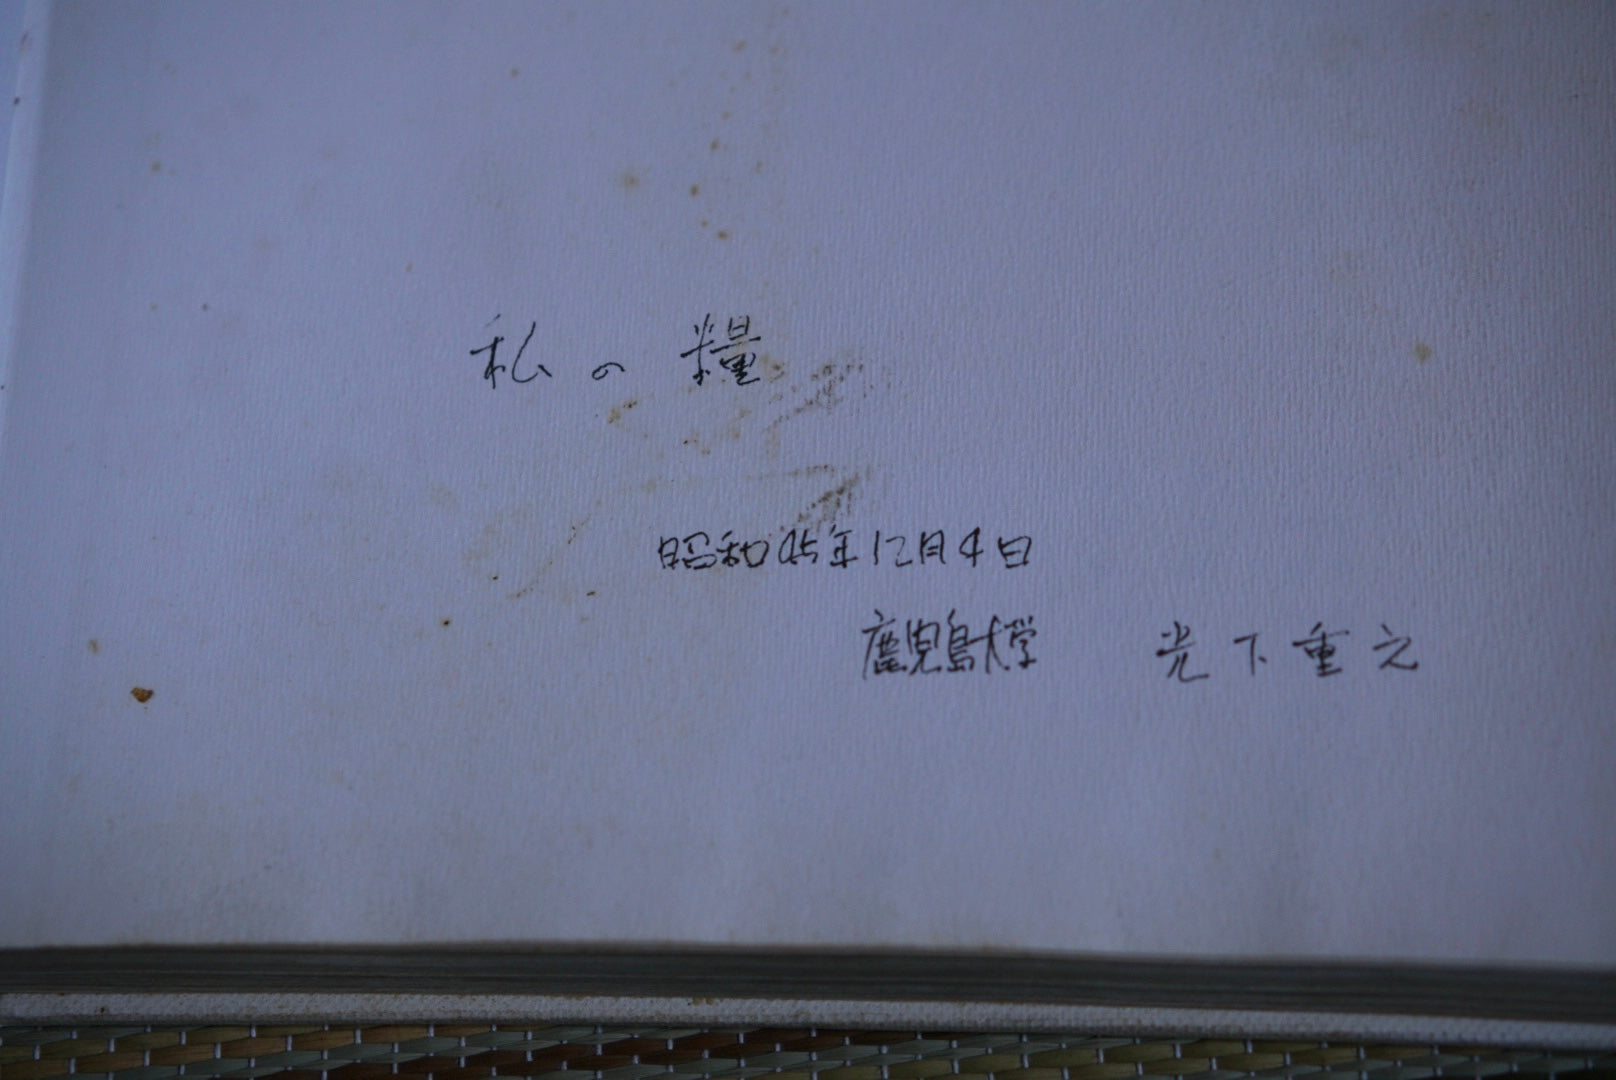 私の糧
昭和45年12月4日
鹿児島大学 光下重之